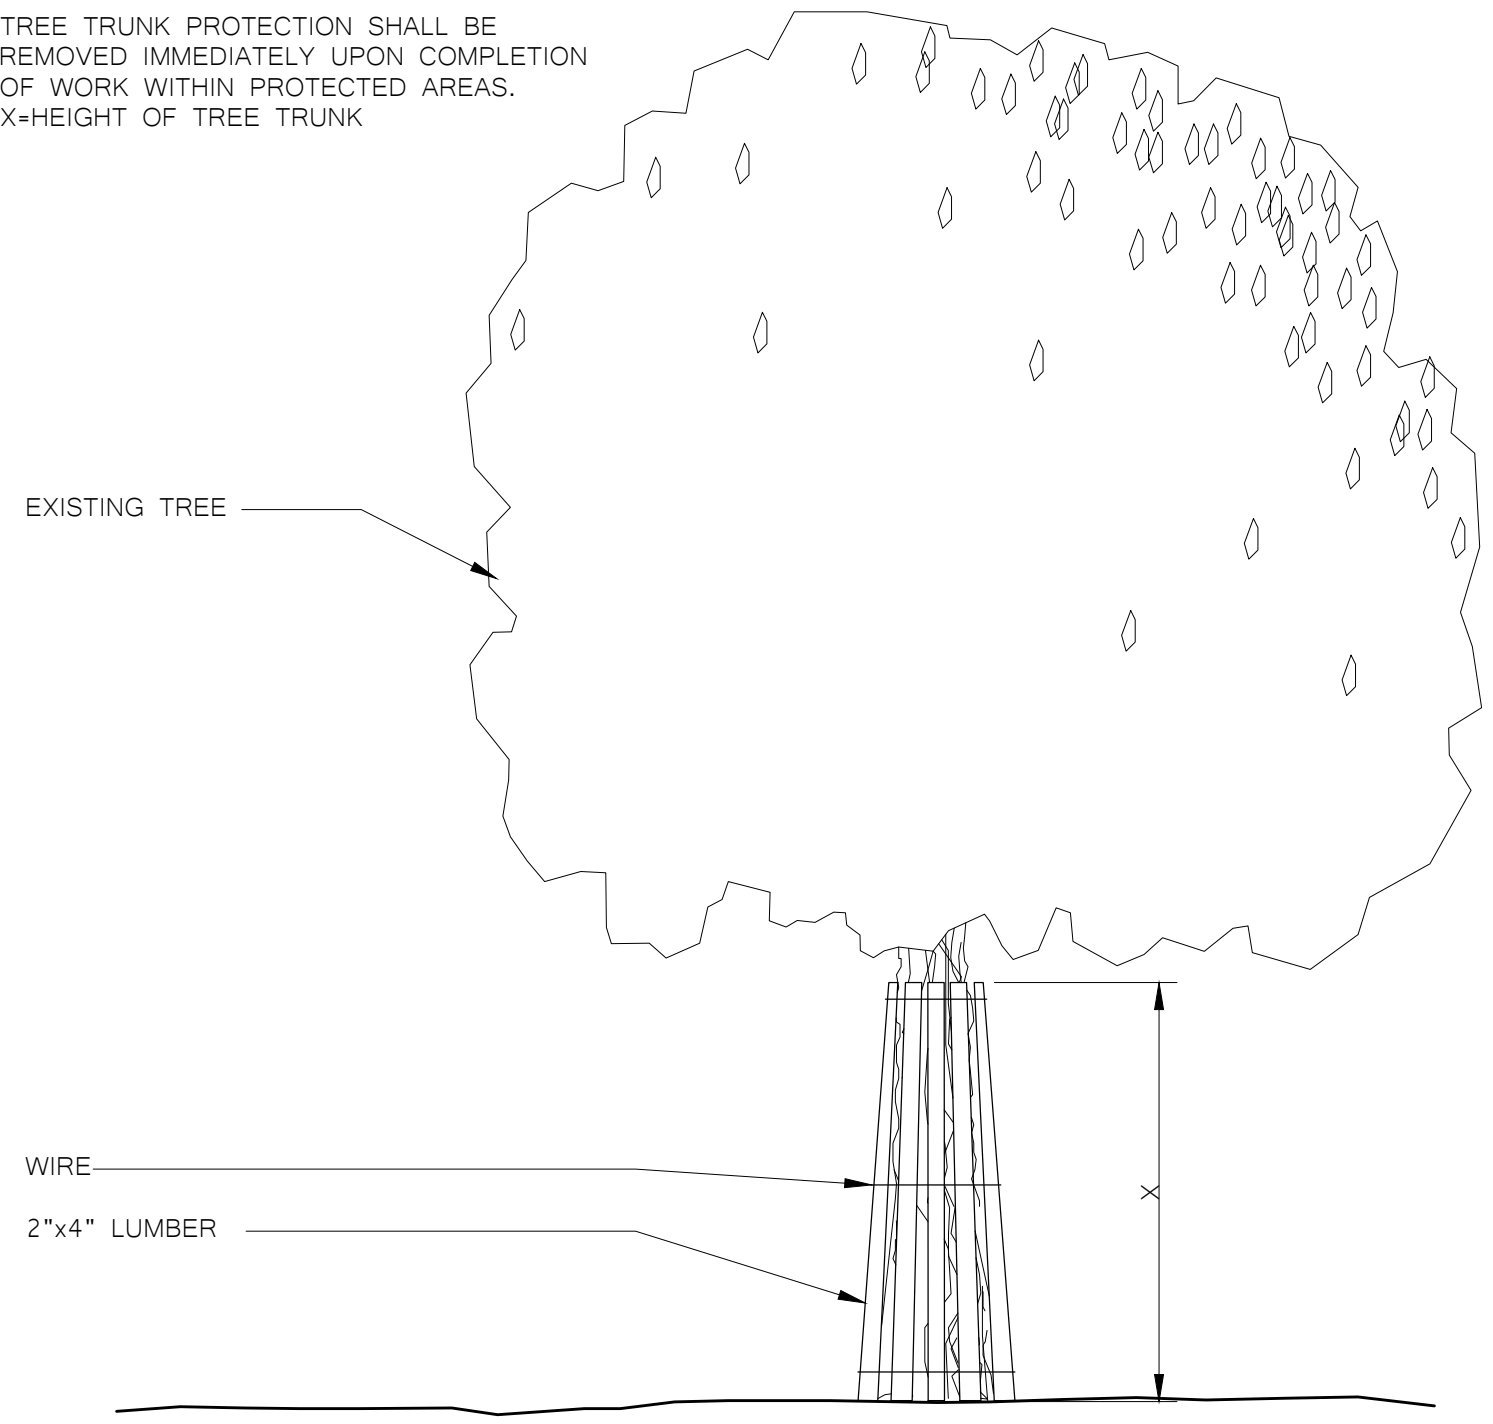 TREE TRUNK PROTECTION SHALL BE
REMOVED IMMEDIATELY UPON COMPLETION
OF WORK WITHIN PROTECTED AREAS.
X=HEIGHT OF TREE TRUNK
EXISTING TREE
WIRE
X
2"x4" LUMBER